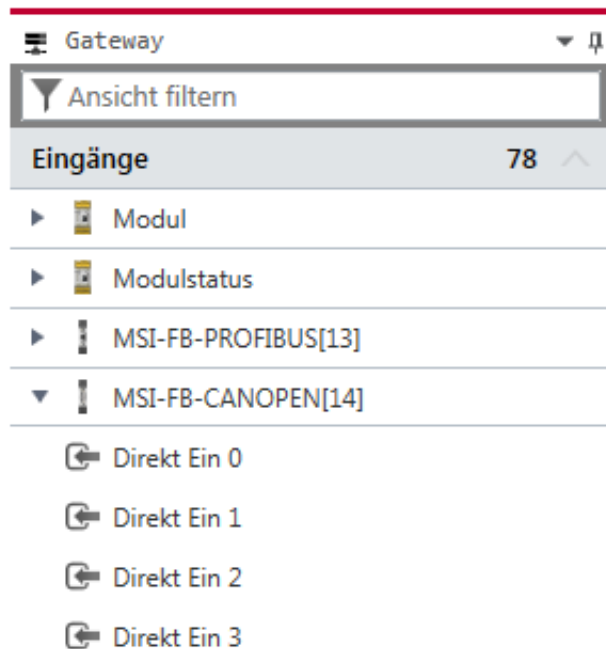 Gateway
Ansicht filtern
Eingänge 78
Modul
Modulstatus
MSI-FB-PROFIBUS[13]
MSI-FB-CANOPEN[14]
Direkt Ein 0
Direkt Ein 1
Direkt Ein 2
Direkt Ein 3